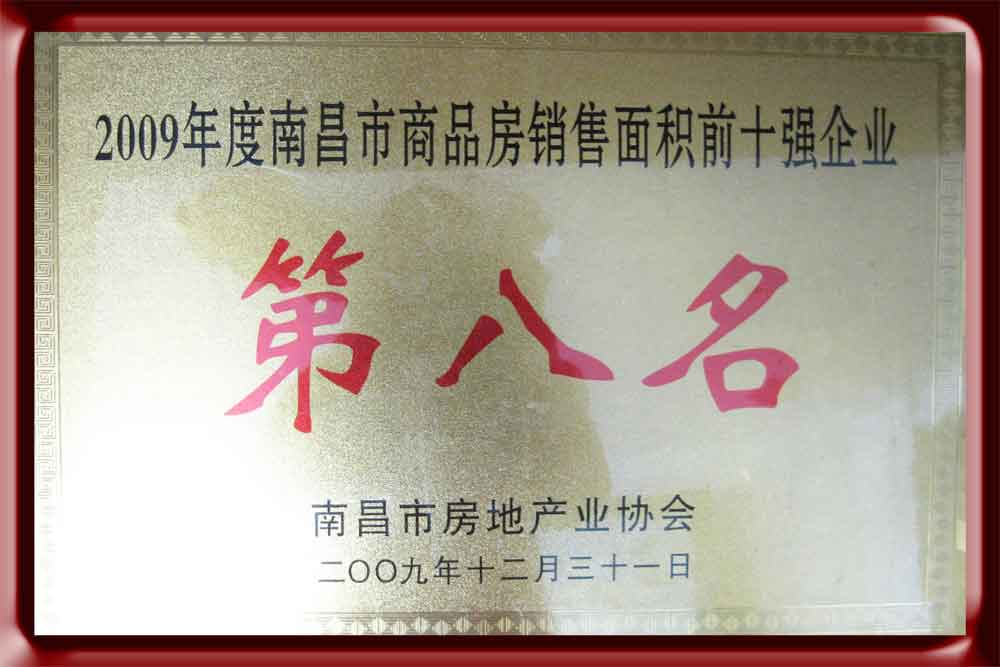 2009年度南昌市商品房销售面积前十强企业
第八名
南昌市房地产业协会
二〇〇九年十二月三十一日